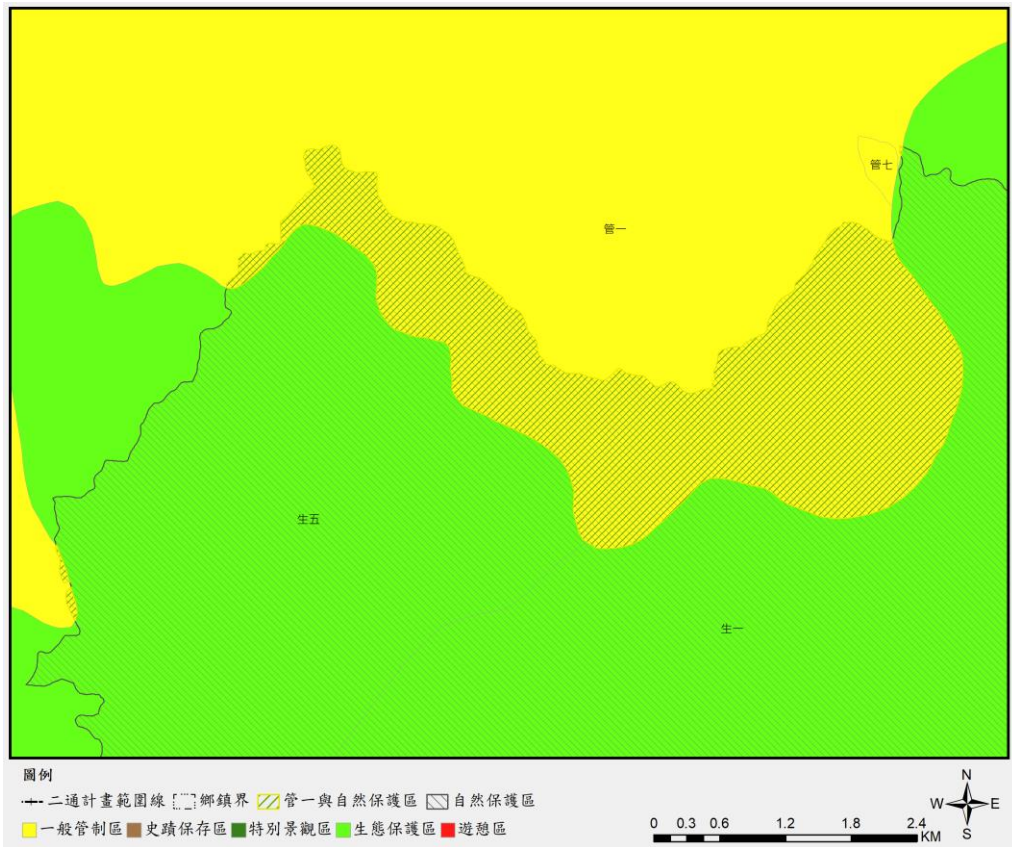 管七
管一
生五
生一
圖例
二通計畫範圍線 鄉鎮界 管一與自然保護區 自然保護區
一般管制區 史蹟保存區 特別景觀區 生態保護區 遊憩區
N
W E
S
0 0.3 0.6 1.2 1.8 2.4
KM